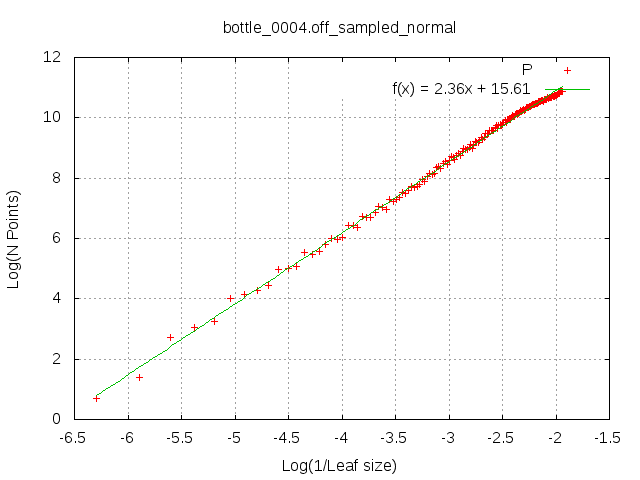 bottle_0004.off_sampled_normal
12
P
f(x) = 2.36x + 15.61
10
8
6
4
2
0
Log(N Points)
-6.5 -6 -5.5 -5 -4.5 -4 -3.5 -3 -2.5 -2 -1.5
Log(1/Leaf size)